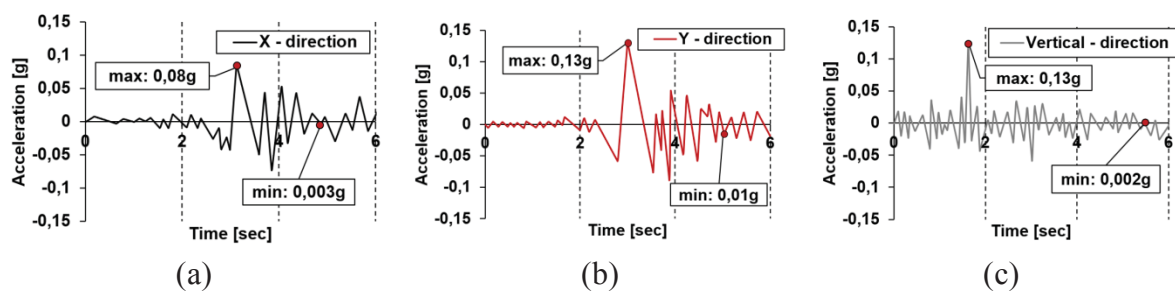 Acceleration [g]
0,15
0,1
0,05
0
-0,05
-0,1
-0,15
X - direction
max: 0,08g
0
2
4
6
min: 0,003g
Time [sec]
(a)
Acceleration [g]
0,15
0,1
0,05
0
-0,05
-0,1
-0,15
Y - direction
max: 0,13g
0
2
4
6
min: 0,01g
Time [sec]
(b)
Acceleration [g]
0,15
0,1
0,05
0
-0,05
-0,1
-0,15
Vertical - direction
max: 0,13g
0
2
4
6
min: 0,002g
Time [sec]
(c)